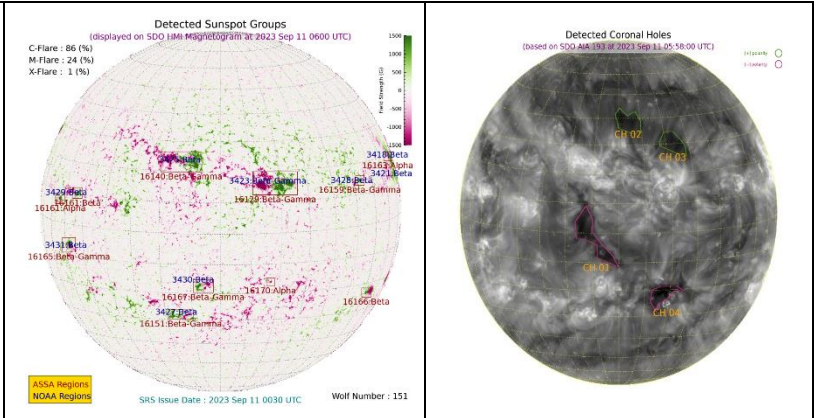 Detected Sunspot Groups
(displayed on SDO HMI Magnetogram at 2023 Sep 11 0600 UTC)
C-Flare : 86 (%)
M-Flare : 24 (%)
X-Flare : 1 (%)
1500
1000
500
0
-500
-1000
-1500
Field Strength (G)
16140:Beta-Gamma
3423:Beta-Gamma
16129:Beta-Gamma
3418:Beta
16163:Alpha
3421:Beta
3428:Beta
16159:Beta-Gamma
3429:Beta
16161:Beta
16161:Alpha
3431:Beta
16165:Beta-Gamma
3430:Beta
16167:Beta-Gamma
16170:Alpha
16166:Beta
3427:Beta
16151:Beta-Gamma
ASSA Regions
NOAA Regions
SRS Issue Date : 2023 Sep 11 0030 UTC
Wolf Number : 151
Detected Coronal Holes
(based on SDO AIA 193 at 2023 Sep 11 05:58:00 UTC)
[+]polarity
[-]polarity
CH 02
CH 03
CH 01
CH 04